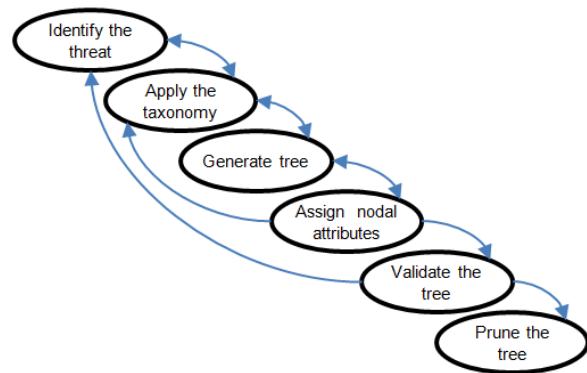 Identify the
threat
Apply the
taxonomy
Generate tree
Assign nodal
attributes
Validate the
tree
Prune the
tree